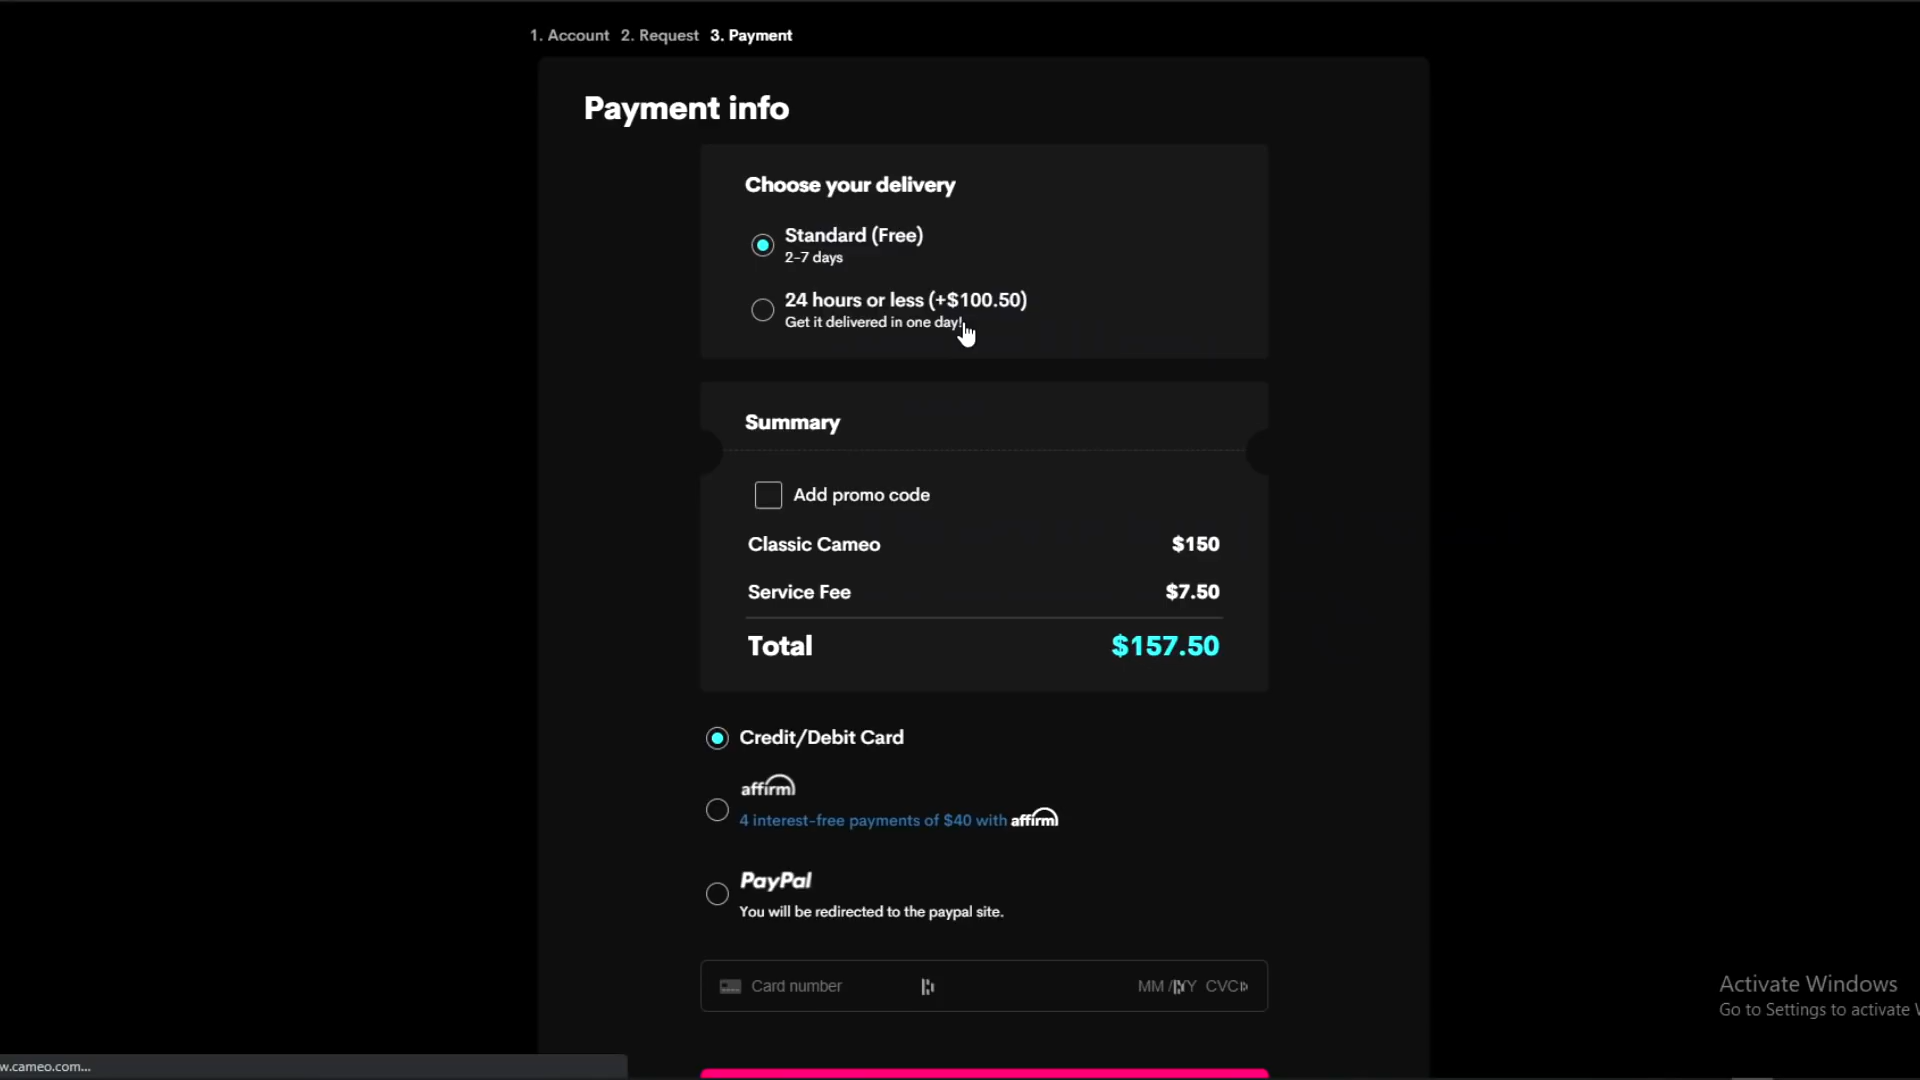 1. Account 2. Request 3. Payment
Payment info
Choose your delivery
Standard (Free)
2-7 days
24 hours or less (+$100.50)
Get it delivered in one day!
Summary
Add promo code
Classic Cameo $150
Service Fee $7.50
Total $157.50
Credit/Debit Card
affirm
4 interest-free payments of $40 with affirm
PayPal
You will be redirected to the paypal site.
Card number MM / YY CVC
Activate Windows
Go to Settings to activate
w.cameo.com...